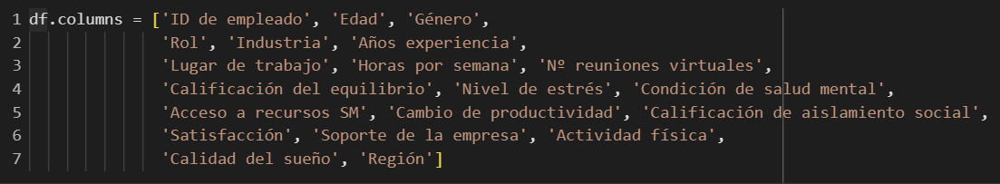 1 df.columns = ['ID de empleado', 'Edad', 'Género',
2 'Rol', 'Industria', 'Años experiencia',
3 'Lugar de trabajo', 'Horas por semana', 'Nº reuniones virtuales',
4 'Calificación del equilibrio', 'Nivel de estrés', 'Condición de salud mental',
5 'Acceso a recursos SM', 'Cambio de productividad', 'Calificación de aislamiento social',
6 'Satisfacción', 'Soporte de la empresa', 'Actividad física',
7 'Calidad del sueño', 'Región']